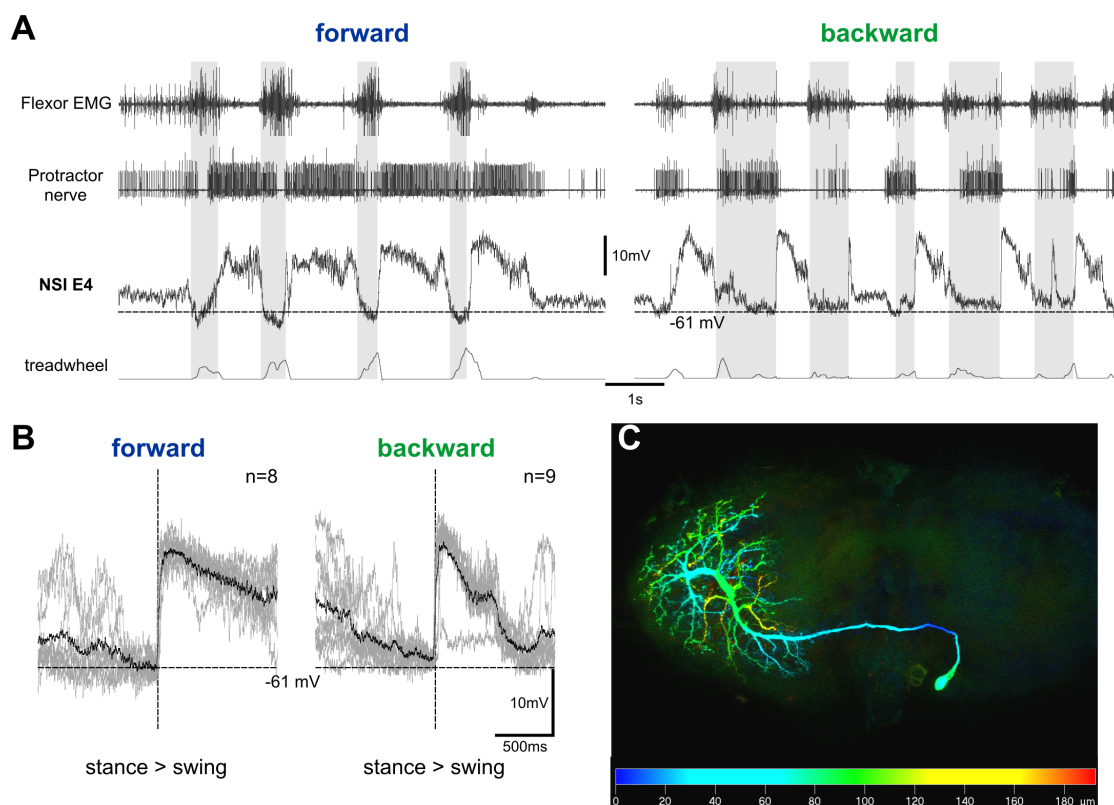 A
forward
backward
Flexor EMG
Protractor
nerve
10mV
NSI E4
-61 mV
treadwheel
1s
B
forward
backward
C
n=8
n=9
-61 mV
10mV
500ms
stance > swing
stance > swing
0 20 40 60 80 100 120 140 160 180 um